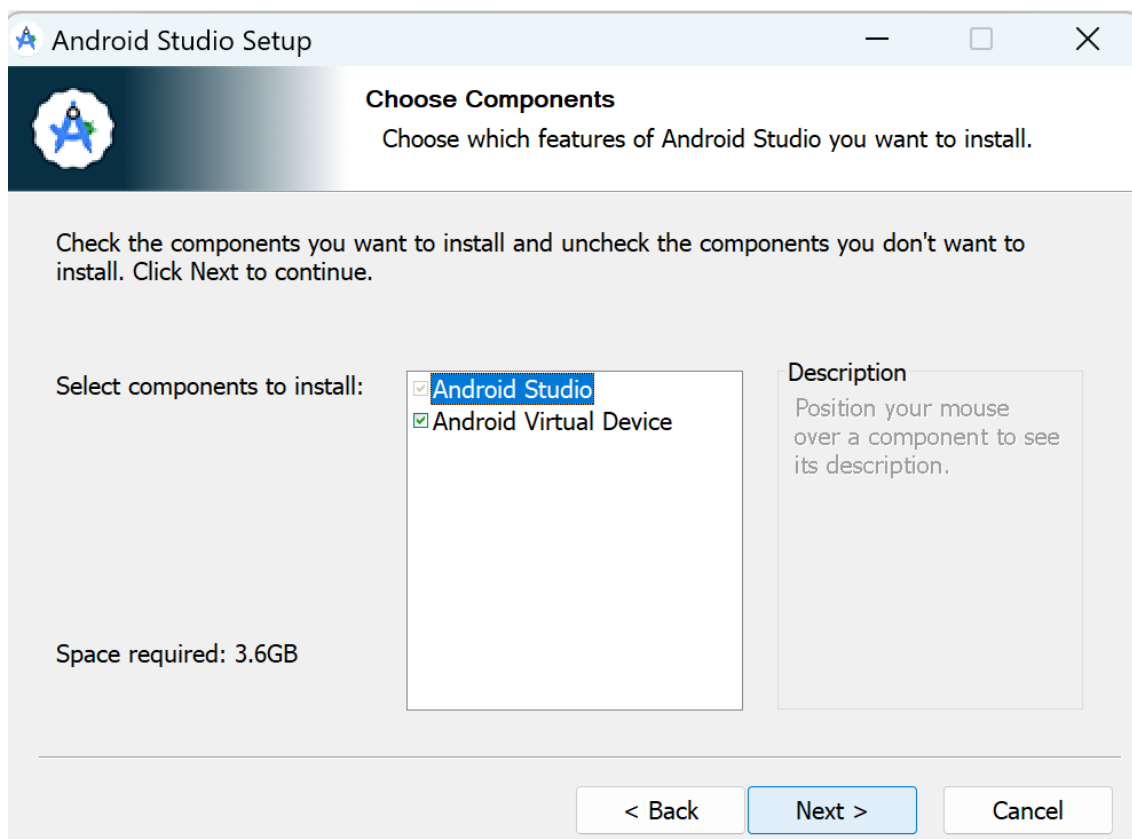 Android Studio Setup
Choose Components
Choose which features of Android Studio you want to install.
Check the components you want to install and uncheck the components you don't want to
install. Click Next to continue.
Select components to install:
Android Studio
Android Virtual Device
Description
Position your mouse
over a component to see
its description.
Space required: 3.6GB
< Back
Next >
Cancel